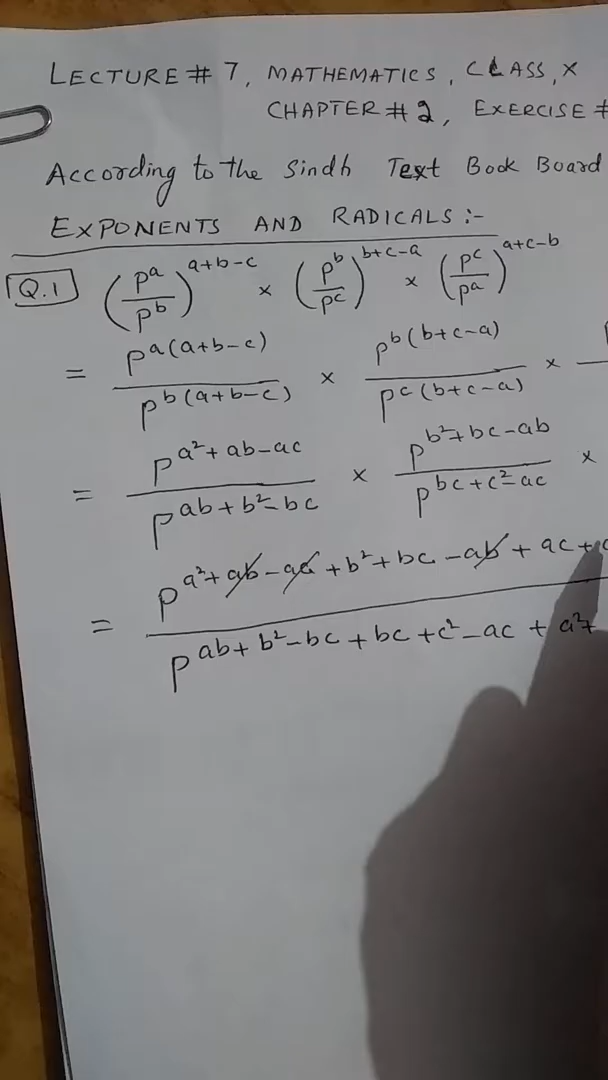 LECTURE # 7, MATHEMATICS, CLASS, X
CHAPTER # 2, EXERCISE #
According to the Sindh Text Book Board
EXPONENTS AND RADICALS :-
Q.1 (p^a/p^b)^(a+b-c) × (p^b/p^c)^(b+c-a) × (p^c/p^a)^(a+c-b)
= p^(a(a+b-c))/p^(b(a+b-c)) × p^(b(b+c-a))/p^(c(b+c-a)) ×
= p^(a²+ab-ac)/p^(ab+b²-bc) × p^(b²+bc-ab)/p^(bc+c²-ac) ×
= p^(a²+ab-ac+b²+bc-ab+ac+/p^(ab+b²-bc+bc+c²-ac+a²+